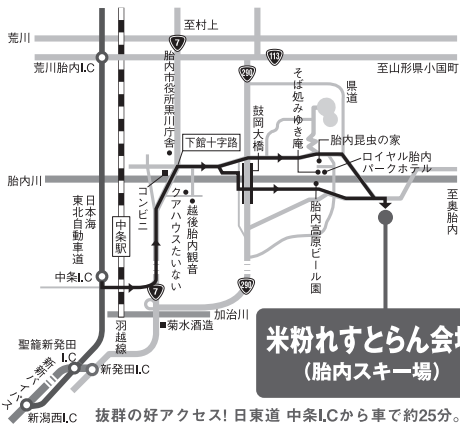 至村上
荒川
7
113
荒川胎内I.C
290
至山形県小国町
胎内市役所黒川庁舎
そば処みゆき庵
県道
鼓岡大橋
下館十字路
胎内昆虫の家
ロイヤル胎内
パークホテル
胎内川
コンビニ
クアハウスたいない
越後胎内観音
胎内高原ビール園
至奥胎内
日本海
東北自動車道
中条駅
中条I.C
7
290
加治川
羽越線
菊水酒造
聖籠新発田
I.C
新発田I.C
新新バイパス
新潟西I.C
米粉れすとらん会場
(胎内スキー場)
抜群の好アクセス! 日東道 中条I.Cから車で約25分。